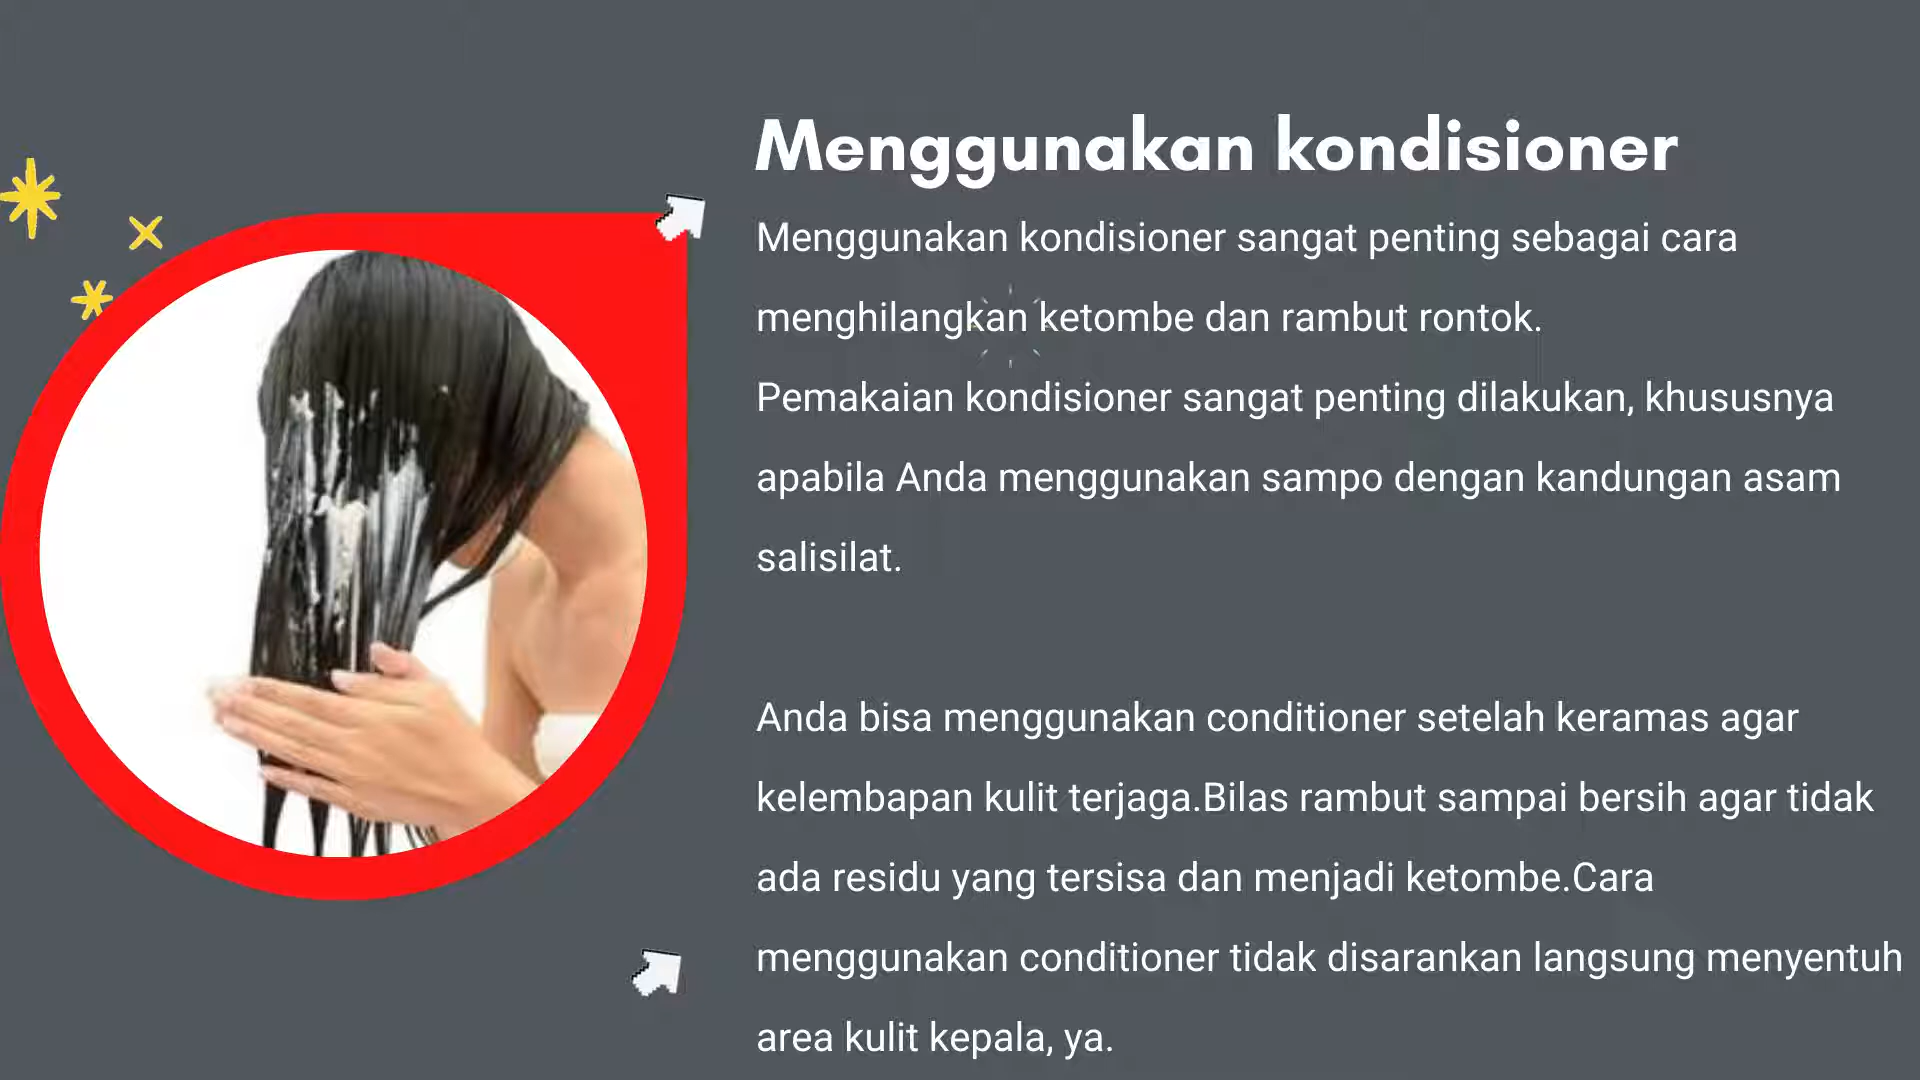 Menggunakan kondisioner
Menggunakan kondisioner sangat penting sebagai cara
menghilangkan ketombe dan rambut rontok.
Pemakaian kondisioner sangat penting dilakukan, khususnya
apabila Anda menggunakan sampo dengan kandungan asam
salisilat.
Anda bisa menggunakan conditioner setelah keramas agar
kelembapan kulit terjaga.Bilas rambut sampai bersih agar tidak
ada residu yang tersisa dan menjadi ketombe.Cara
menggunakan conditioner tidak disarankan langsung menyentuh
area kulit kepala, ya.